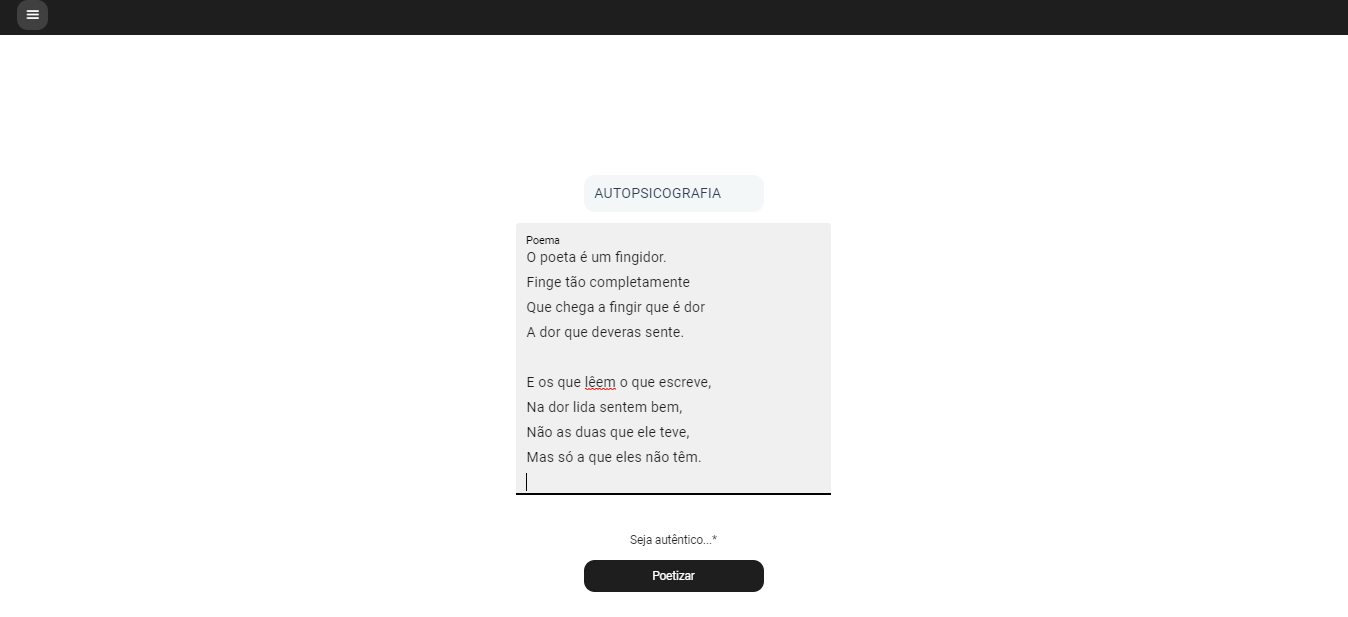 AUTOPSICOGRAFIA
Poema
O poeta é um fingidor.
Finge tão completamente
Que chega a fingir que é dor
A dor que deveras sente.
E os que lêem o que escreve,
Na dor lida sentem bem,
Não as duas que ele teve,
Mas só a que eles não têm.
Seja autêntico...*
Poetizar